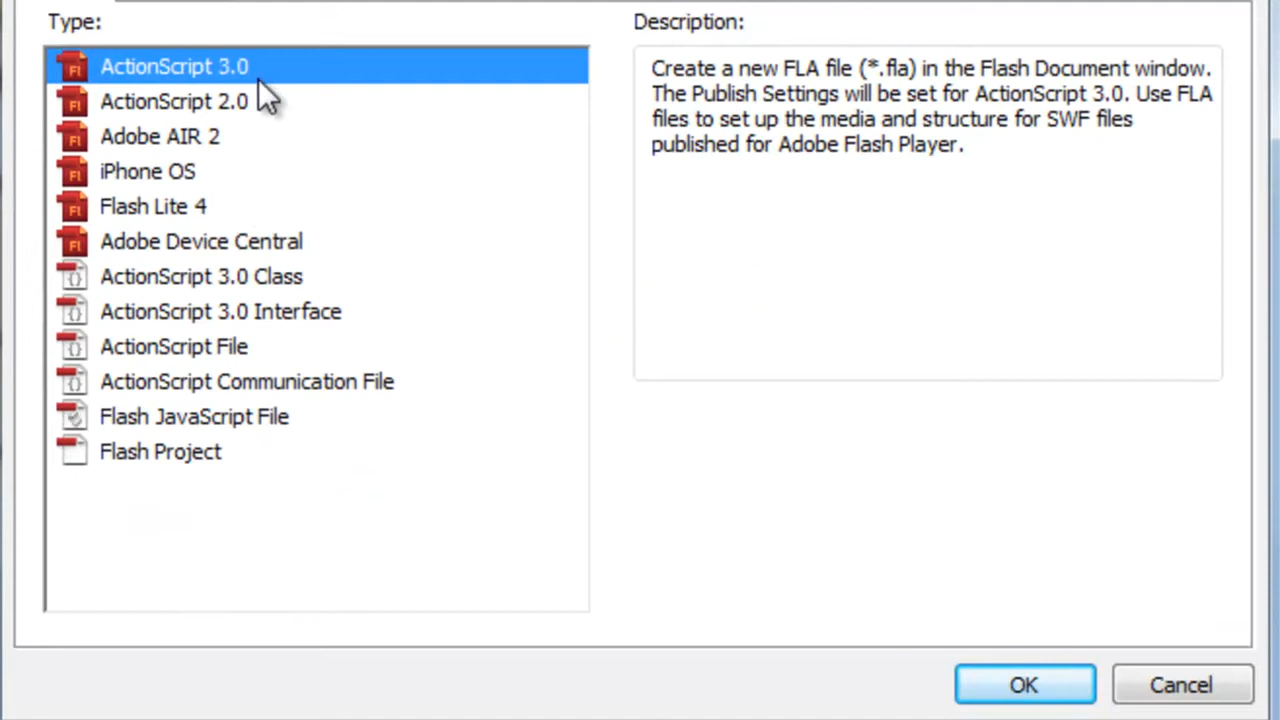 Type:
ActionScript 3.0
ActionScript 2.0
Adobe AIR 2
iPhone OS
Flash Lite 4
Adobe Device Central
ActionScript 3.0 Class
ActionScript 3.0 Interface
ActionScript File
ActionScript Communication File
Flash JavaScript File
Flash Project
Description:
Create a new FLA file (*.fla) in the Flash Document window.
The Publish Settings will be set for ActionScript 3.0. Use FLA
files to set up the media and structure for SWF files
published for Adobe Flash Player.
OK
Cancel